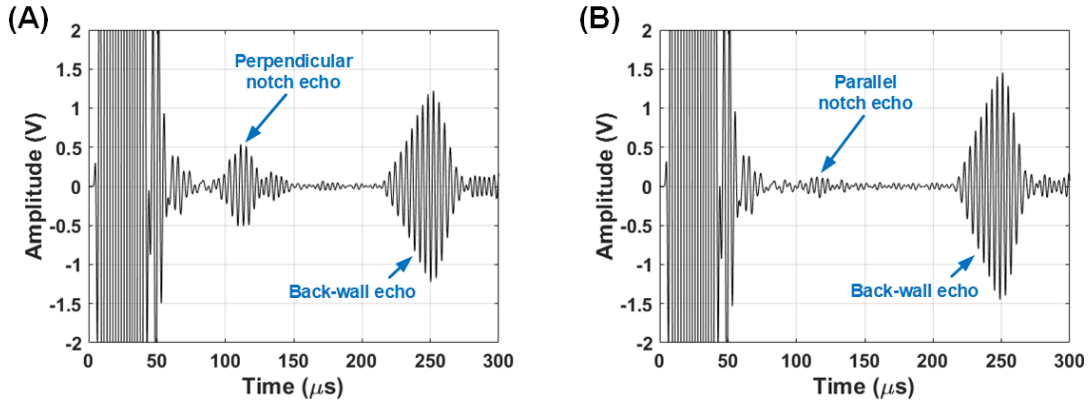 (A)
2
1.5
1
0.5
0
-0.5
-1
-1.5
-2
Amplitude (V)
Perpendicular
notch echo
Back-wall echo
0 50 100 150 200 250 300
Time (μs)
(B)
2
1.5
1
0.5
0
-0.5
-1
-1.5
-2
Amplitude (V)
Parallel
notch echo
Back-wall echo
0 50 100 150 200 250 300
Time (μs)